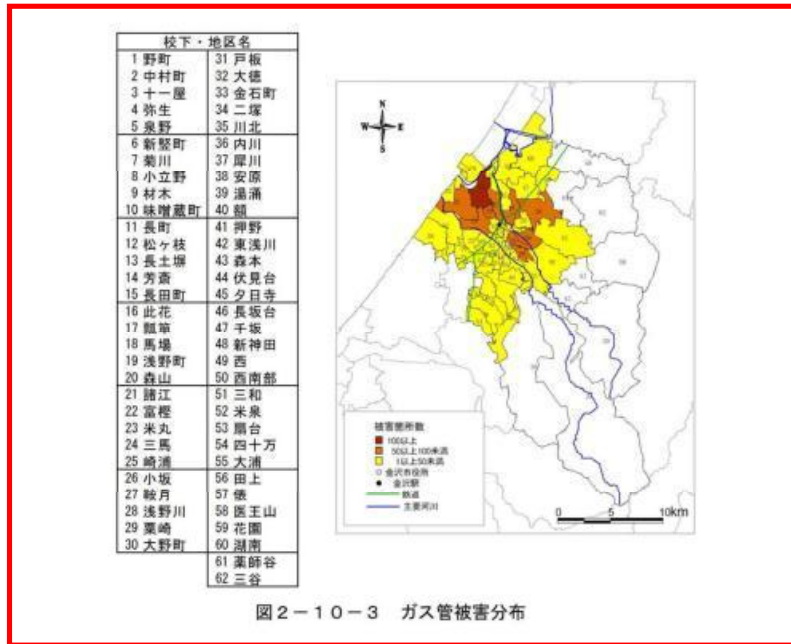 校下・地区名
1 野町 31 戸板
2 中村町 32 大徳
3 十一屋 33 金石町
4 弥生 34 二塚
5 泉野 35 川北
6 新竪町 36 内川
7 菊川 37 犀川
8 小立野 38 安原
9 材木 39 湯涌
10 味噌蔵町 40 額
11 長町 41 押野
12 松ヶ枝 42 東浅川
13 長土塀 43 森本
14 芳斎 44 伏見台
15 長田町 45 夕日寺
16 此花 46 長坂台
17 瓢箪 47 千坂
18 馬場 48 新神田
19 浅野町 49 西
20 森山 50 西南部
21 諸江 51 三和
22 富樫 52 米泉
23 米丸 53 扇台
24 三馬 54 四十万
25 崎浦 55 大浦
26 小坂 56 田上
27 鞍月 57 俵
28 浅野川 58 医王山
29 粟崎 59 花園
30 大野町 60 湖南
61 薬師谷
62 三谷
N
W E
S
被害箇所数
100以上
50以上100未満
1以上50未満
金沢市役所
金沢駅
鉄道
主要河川
0 5 10km
図2-10-3 ガス管被害分布